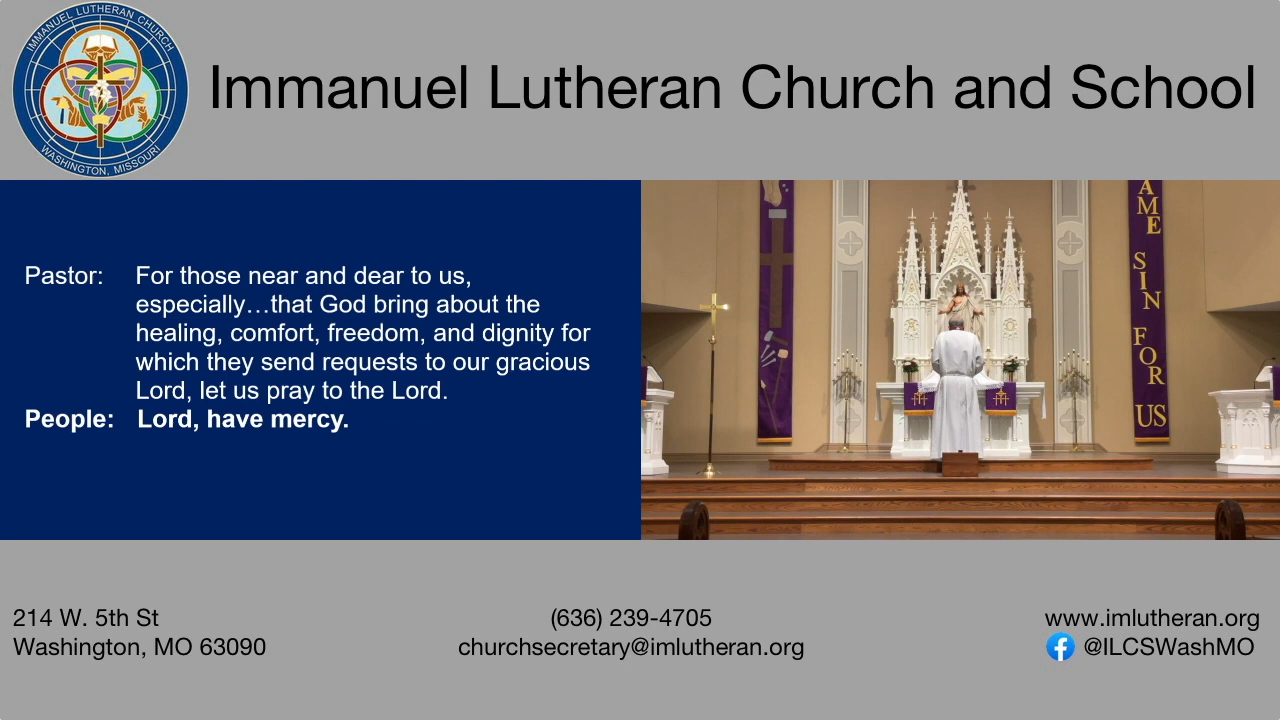 IMMANUEL LUTHERAN CHURCH
WASHINGTON, MISSOURI
Immanuel Lutheran Church and School
Pastor: For those near and dear to us,
especially…that God bring about the
healing, comfort, freedom, and dignity for
which they send requests to our gracious
Lord, let us pray to the Lord.
People: Lord, have mercy.
AME
SIN
FOR
US
214 W. 5th St
Washington, MO 63090
(636) 239-4705
churchsecretary@imlutheran.org
www.imlutheran.org
@ILCSWashMO